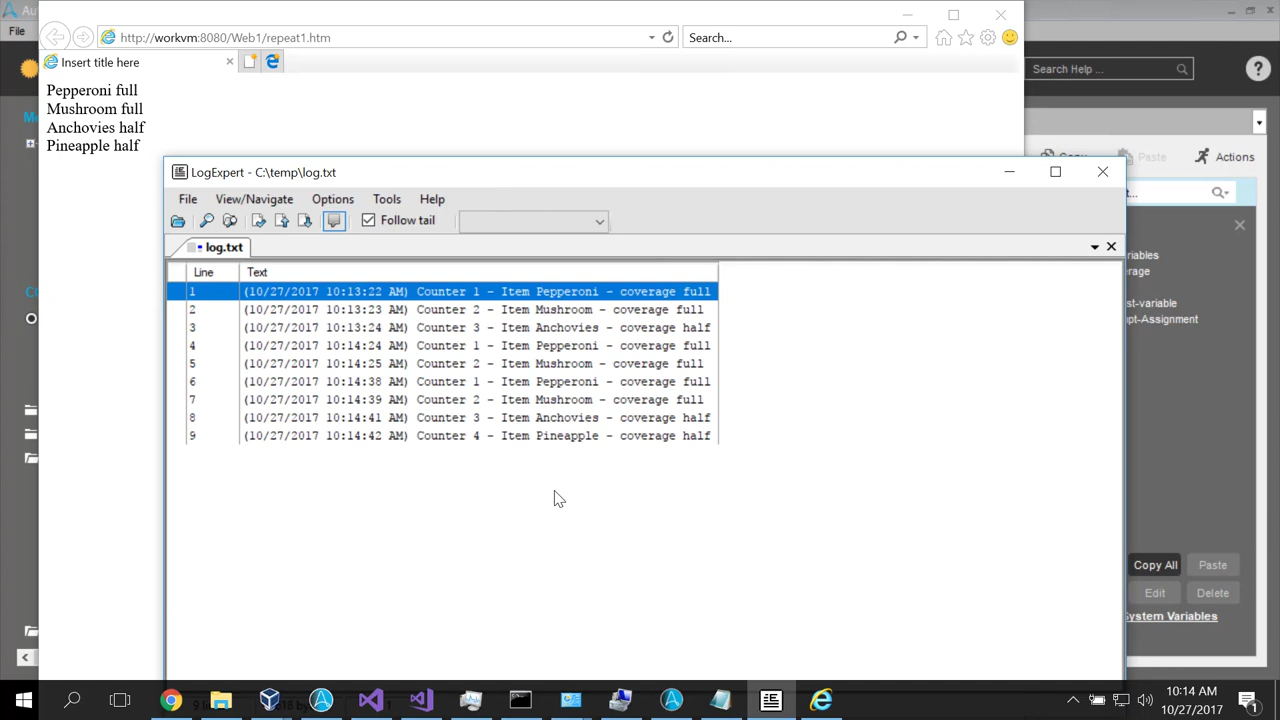 Au
File
http://workvm:8080/Web1/repeat1.htm
Search...
Insert title here
Search Help ...
Pepperoni full
Mushroom full
Anchovies half
Pineapple half
Copy
Paste
Actions
LogExpert - C:\temp\log.txt
File View/Navigate Options Tools Help
Follow tail
log.txt
Line Text
1 (10/27/2017 10:13:22 AM) Counter 1 - Item Pepperoni - coverage full
2 (10/27/2017 10:13:23 AM) Counter 2 - Item Mushroom - coverage full
3 (10/27/2017 10:13:24 AM) Counter 3 - Item Anchovies - coverage half
4 (10/27/2017 10:14:24 AM) Counter 1 - Item Pepperoni - coverage full
5 (10/27/2017 10:14:25 AM) Counter 2 - Item Mushroom - coverage full
6 (10/27/2017 10:14:38 AM) Counter 1 - Item Pepperoni - coverage full
7 (10/27/2017 10:14:39 AM) Counter 2 - Item Mushroom - coverage full
8 (10/27/2017 10:14:41 AM) Counter 3 - Item Anchovies - coverage half
9 (10/27/2017 10:14:42 AM) Counter 4 - Item Pineapple - coverage half
t...
ariables
erage
st-variable
mpt-Assignment
Copy All
Paste
Edit
Delete
System Variables
10:14 AM
10/27/2017
1